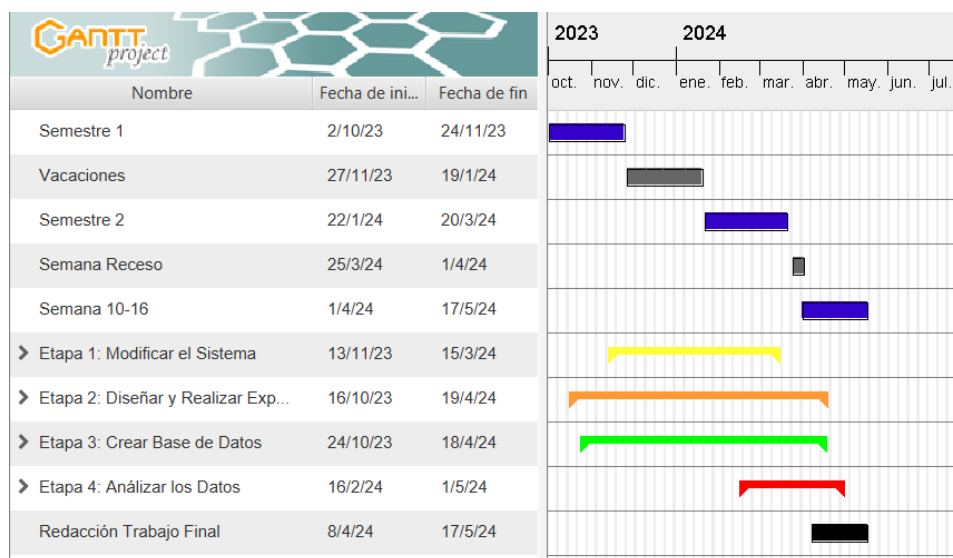 GANTT
project
2023 2024
oct. nov. dic. ene. feb. mar. abr. may. jun. jul.
Nombre Fecha de ini... Fecha de fin
Semestre 1 2/10/23 24/11/23
Vacaciones 27/11/23 19/1/24
Semestre 2 22/1/24 20/3/24
Semana Receso 25/3/24 1/4/24
Semana 10-16 1/4/24 17/5/24
Etapa 1: Modificar el Sistema 13/11/23 15/3/24
Etapa 2: Diseñar y Realizar Exp... 16/10/23 19/4/24
Etapa 3: Crear Base de Datos 24/10/23 18/4/24
Etapa 4: Análizar los Datos 16/2/24 1/5/24
Redacción Trabajo Final 8/4/24 17/5/24